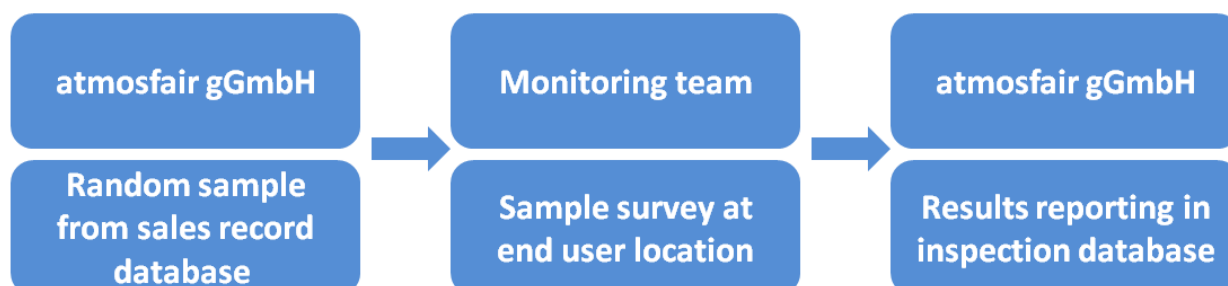 atmosfair gGmbH
Random sample
from sales record
database
Monitoring team
Sample survey at
end user location
atmosfair gGmbH
Results reporting in
inspection database